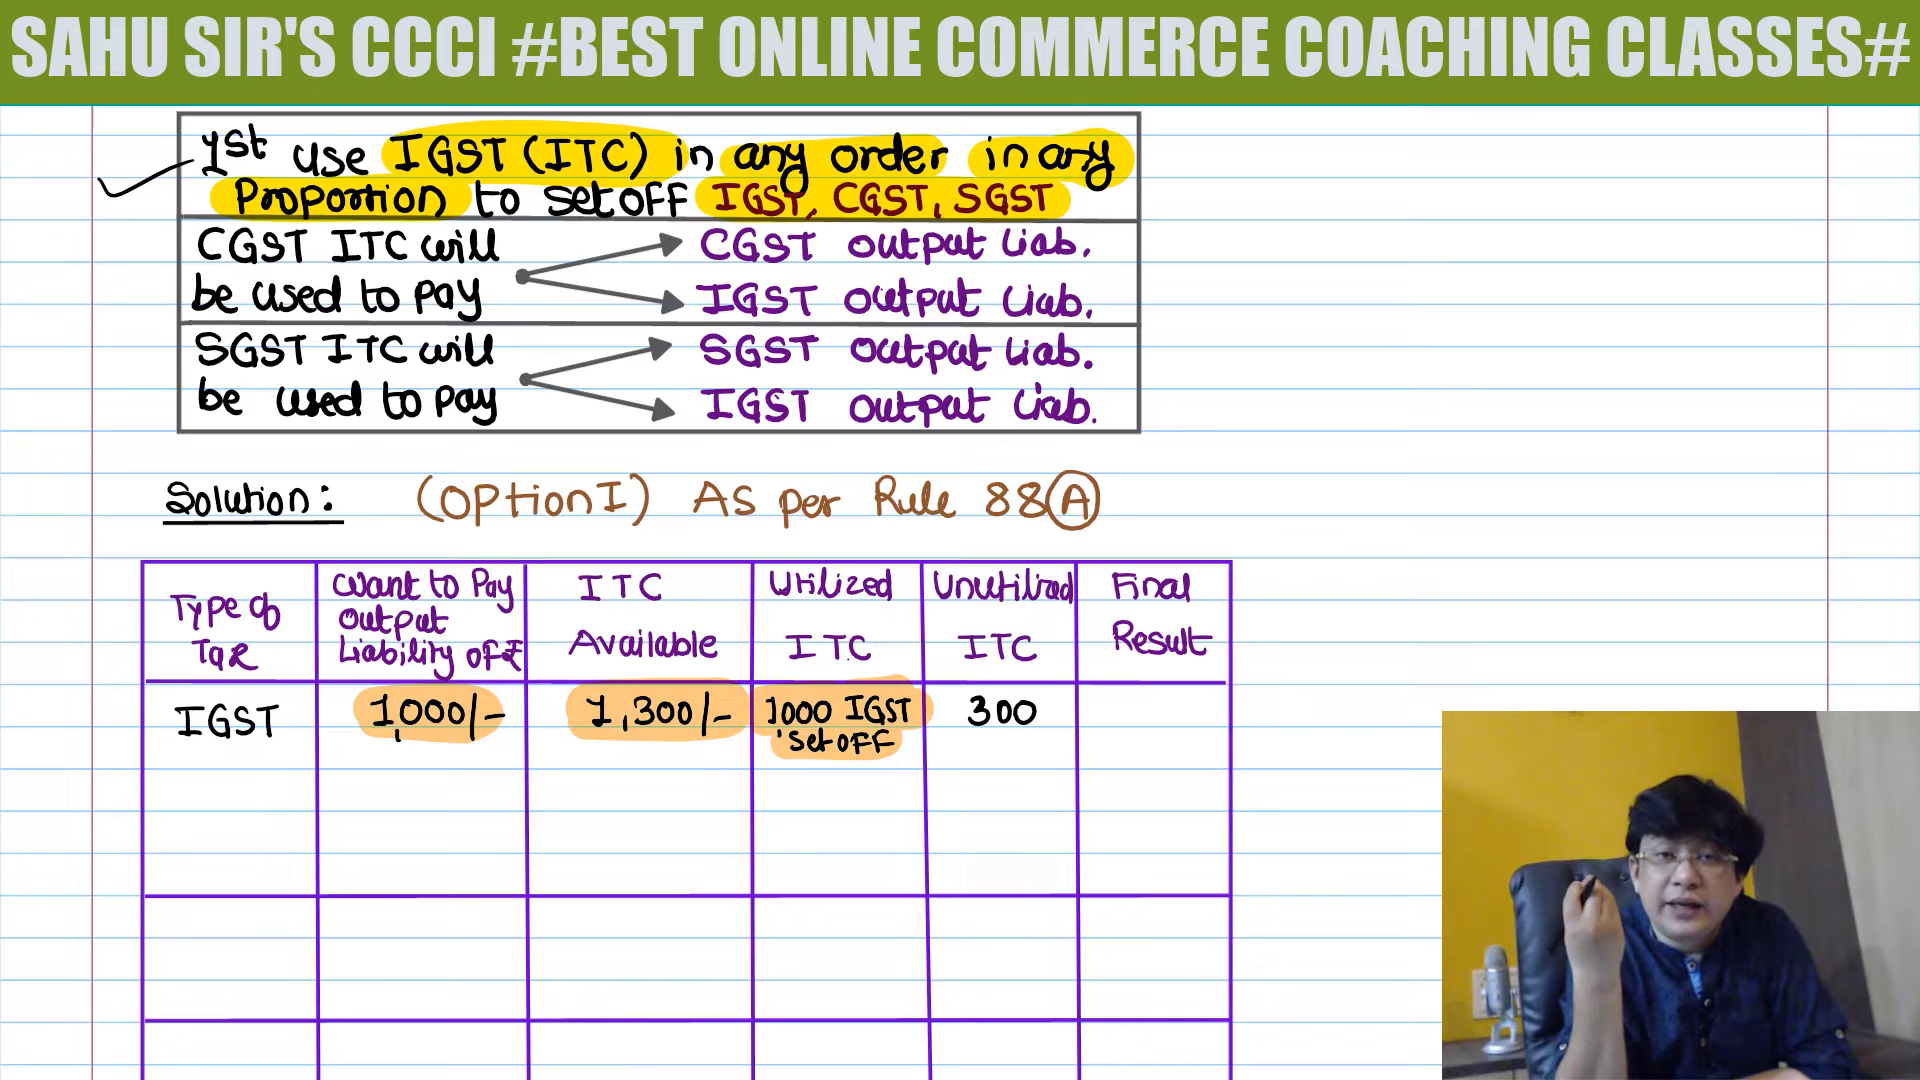 SAHU SIR'S CCCI #BEST ONLINE COMMERCE COACHING CLASSES#
1st use IGST (ITC) in any order in any
Proportion to setoff IGST, CGST, SGST
CGST ITC will
be used to pay
CGST output Liab.
IGST output Liab.
SGST ITC will
be used to pay
SGST output Liab.
IGST output Liab.
Solution: (Option I) As per Rule 88(A)
Type of
Tax
Want to Pay
output
Liability of ₹
ITC
Available
Utilized
ITC
Unutilized
ITC
Final
Result
IGST
1,000/-
1,300/-
1000 IGST
setoff
300